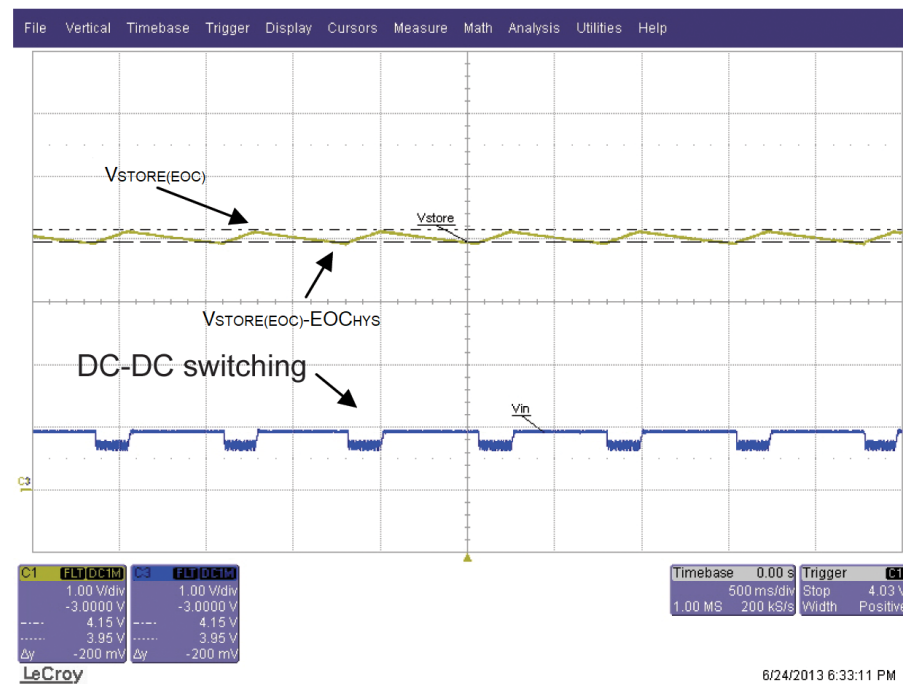 File Vertical Timebase Trigger Display Cursors Measure Math Analysis Utilities Help
VSTORE(EOC)
Vstore
VSTORE(EOC)-EOCHYS
DC-DC switching
Vin
C3
C1 FLT DC1M
1.00 V/div
-3.0000 V
4.15 V
3.95 V
Δy -200 mV
C3 FLT DC1M
1.00 V/div
-3.0000 V
4.15 V
3.95 V
Δy -200 mV
Timebase 0.00 s
500 ms/div
1.00 MS 200 kS/s
Trigger C1
Stop 4.03 V
Width Positive
LeCroy
6/24/2013 6:33:11 PM